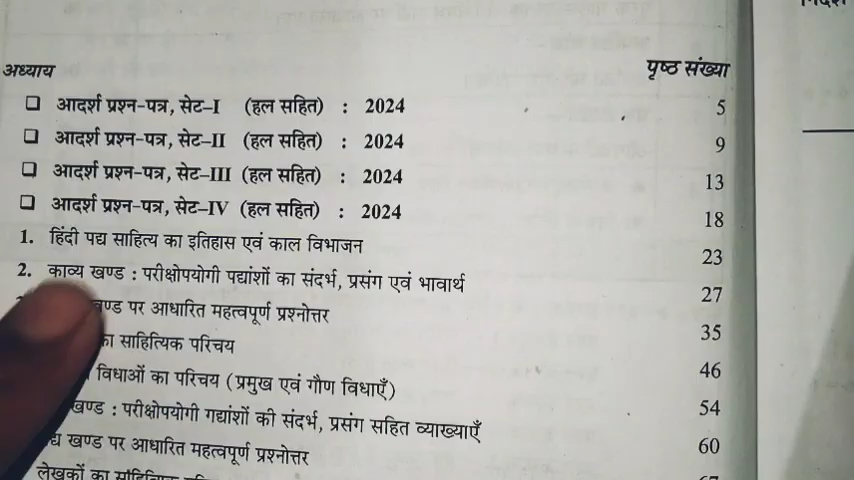 अध्याय पृष्ठ संख्या
❑ आदर्श प्रश्न-पत्र, सेट–I (हल सहित) : 2024 5
❑ आदर्श प्रश्न-पत्र, सेट–II (हल सहित) : 2024 9
❑ आदर्श प्रश्न-पत्र, सेट–III (हल सहित) : 2024 13
❑ आदर्श प्रश्न-पत्र, सेट–IV (हल सहित) : 2024 18
1. हिंदी पद्य साहित्य का इतिहास एवं काल विभाजन 23
2. काव्य खण्ड : परीक्षोपयोगी पद्यांशों का संदर्भ, प्रसंग एवं भावार्थ 27
खण्ड पर आधारित महत्वपूर्ण प्रश्नोत्तर 35
का साहित्यिक परिचय 46
विधाओं का परिचय (प्रमुख एवं गौण विधाएँ) 54
खण्ड : परीक्षोपयोगी गद्यांशों की संदर्भ, प्रसंग सहित व्याख्याएँ 60
खण्ड पर आधारित महत्वपूर्ण प्रश्नोत्तर
लेखकों का